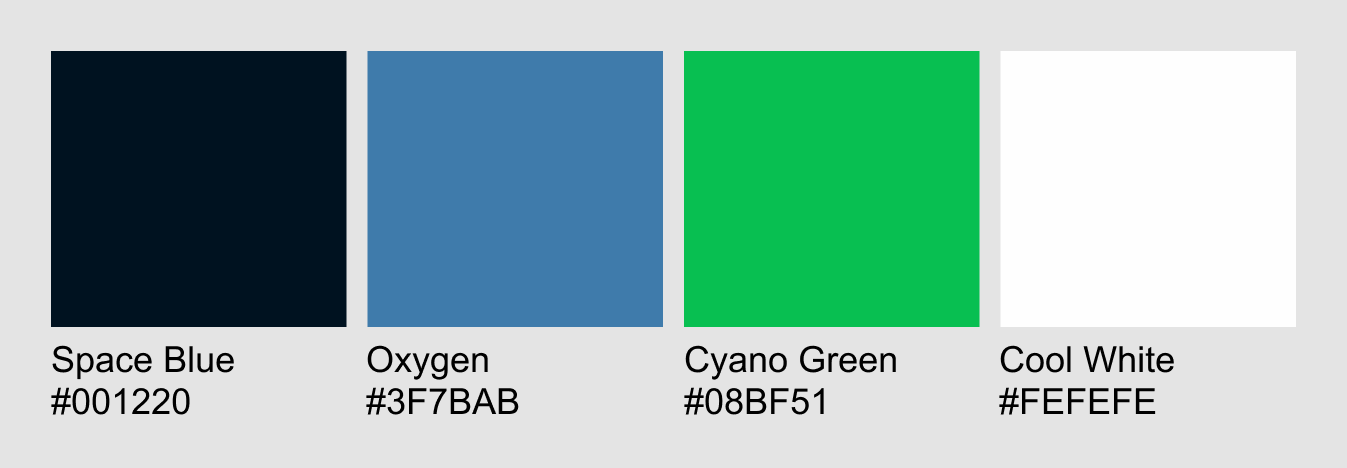 Space Blue
#001220
Oxygen
#3F7BAB
Cyano Green
#08BF51
Cool White
#FEFEFE